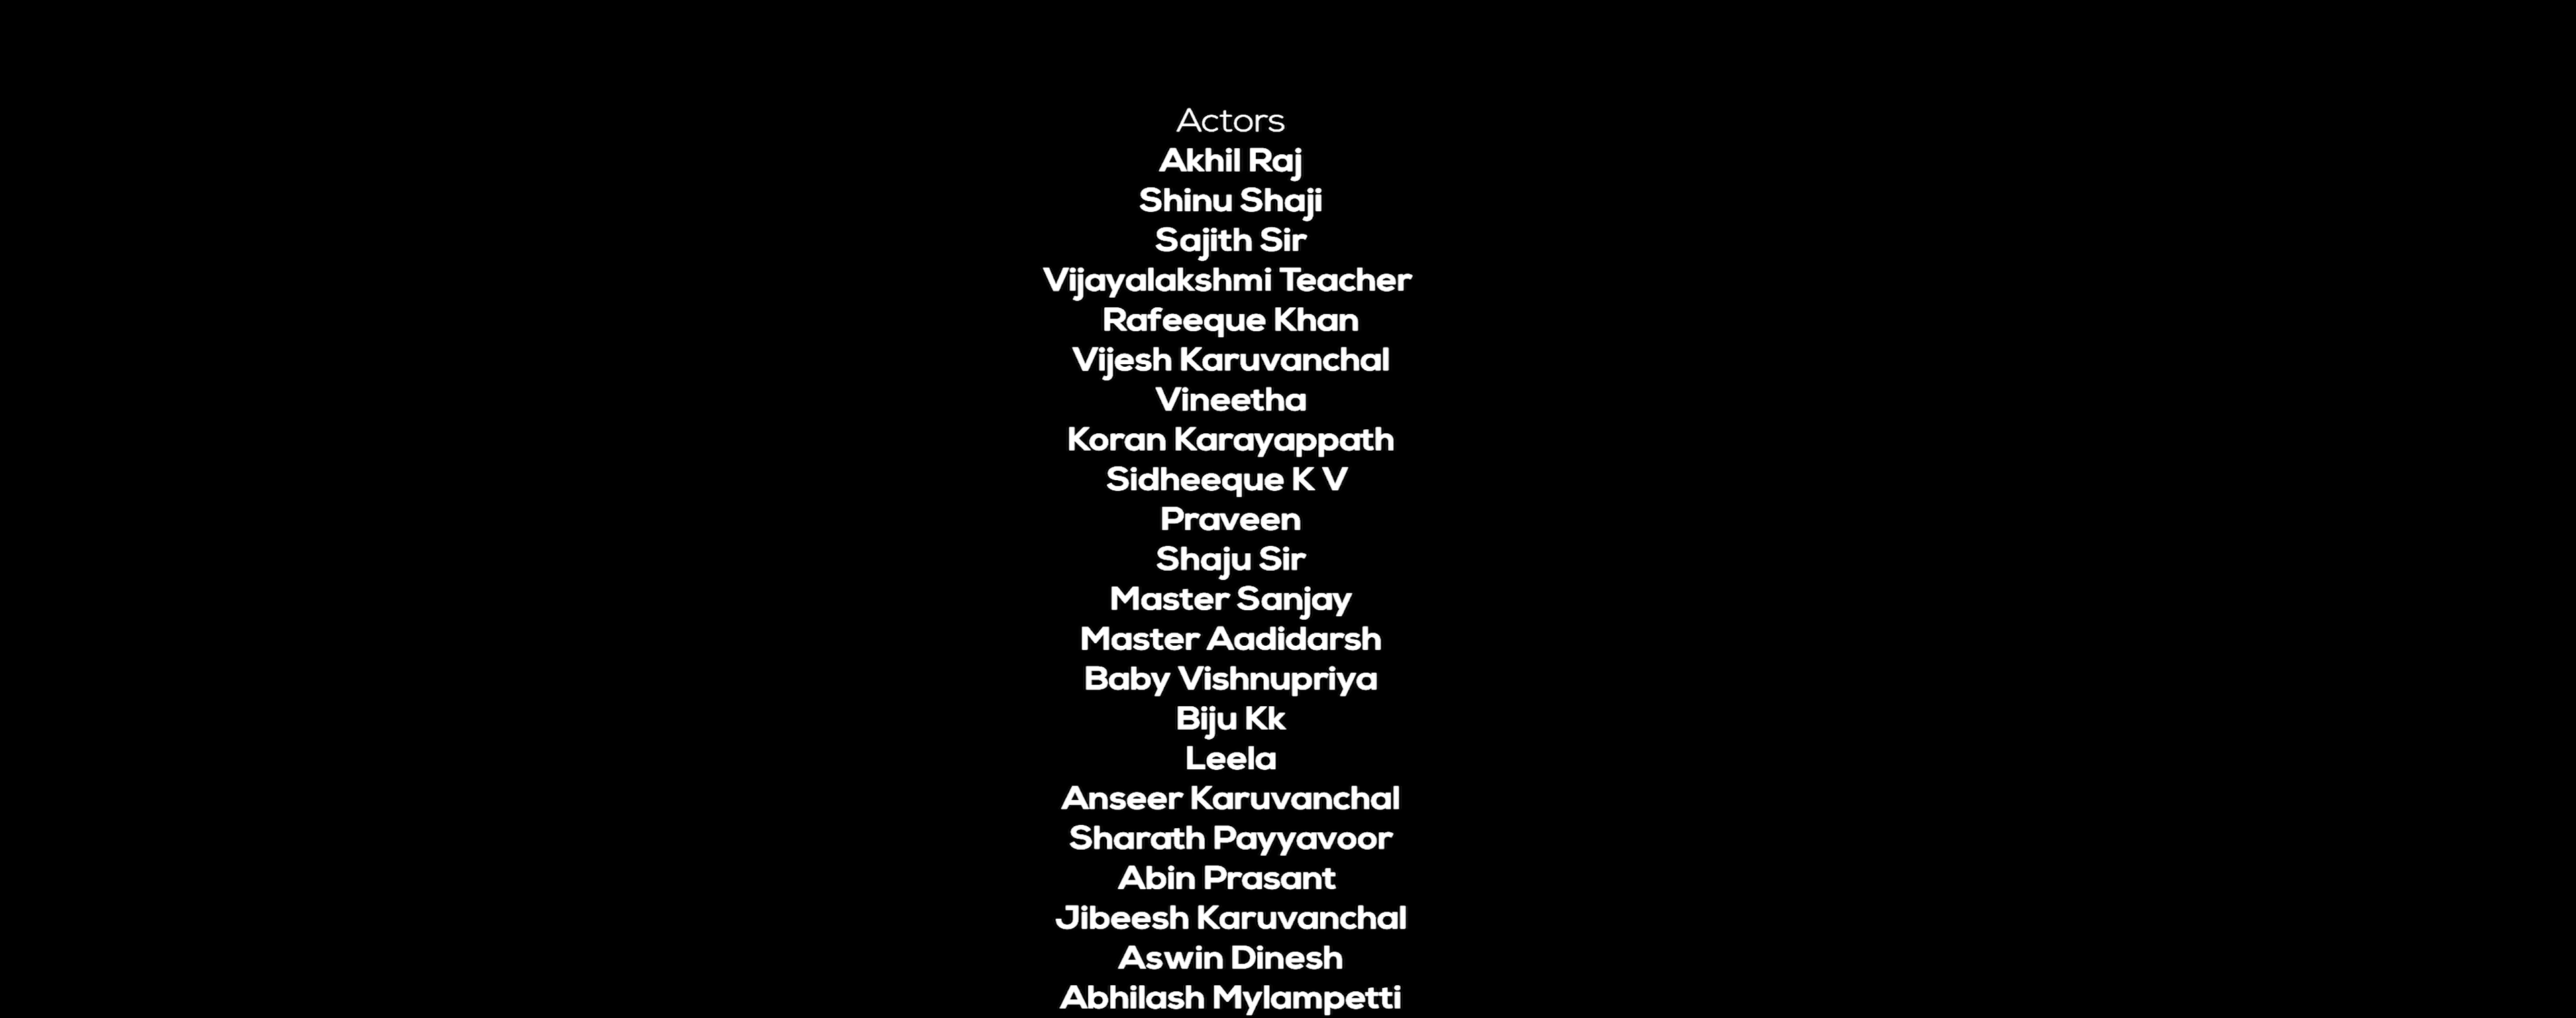 Actors
Akhil Raj
Shinu Shaji
Sajith Sir
Vijayalakshmi Teacher
Rafeeque Khan
Vijesh Karuvanchal
Vineetha
Koran Karayappath
Sidheeque K V
Praveen
Shaju Sir
Master Sanjay
Master Aadidarsh
Baby Vishnupriya
Biju Kk
Leela
Anseer Karuvanchal
Sharath Payyavoor
Abin Prasant
Jibeesh Karuvanchal
Aswin Dinesh
Abhilash Mylampetti